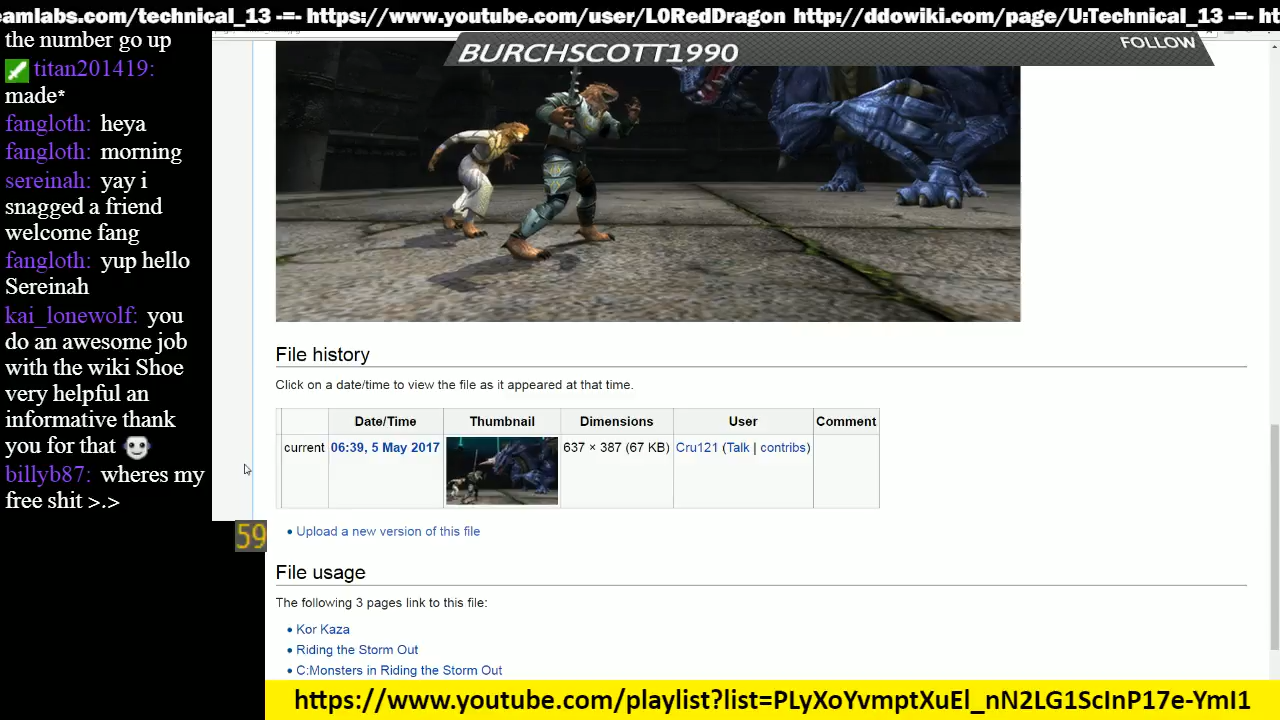 eamlabs.com/technical_13 -=- https://www.youtube.com/user/L0RedDragon http://ddowiki.com/page/U:Technical_13 -=- ht
BURCHSCOTT1990
FOLLOW
the number go up
titan201419:
made*
fangloth: heya
fangloth: morning
sereinah: yay i
snagged a friend
welcome fang
fangloth: yup hello
Sereinah
kai_lonewolf: you
do an awesome job
with the wiki Shoe
very helpful an
informative thank
you for that
billyb87: wheres my
free shit >.>
59
File history
Click on a date/time to view the file as it appeared at that time.
Date/Time Thumbnail Dimensions User Comment
current 06:39, 5 May 2017 637 × 387 (67 KB) Cru121 (Talk | contribs)
• Upload a new version of this file
File usage
The following 3 pages link to this file:
• Kor Kaza
• Riding the Storm Out
• C:Monsters in Riding the Storm Out
https://www.youtube.com/playlist?list=PLyXoYvmptXuEl_nN2LG1ScInP17e-YmI1